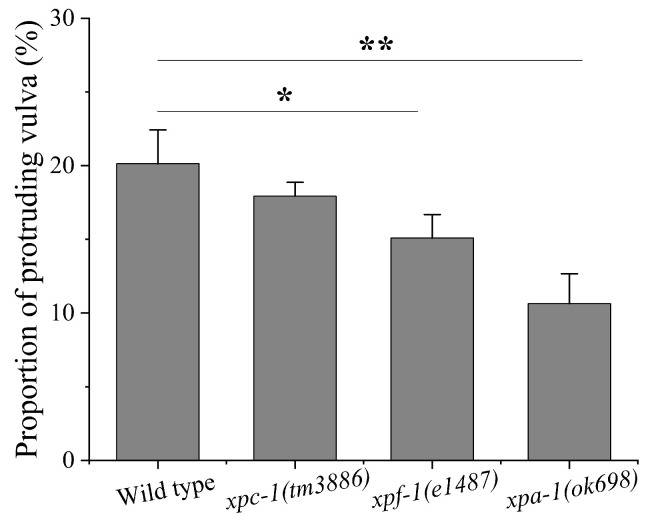 Proportion of protruding vulva (%)
30
20
10
0
**
*
Wild type
xpc-1(tm3886)
xpf-1(e1487)
xpa-1(ok698)